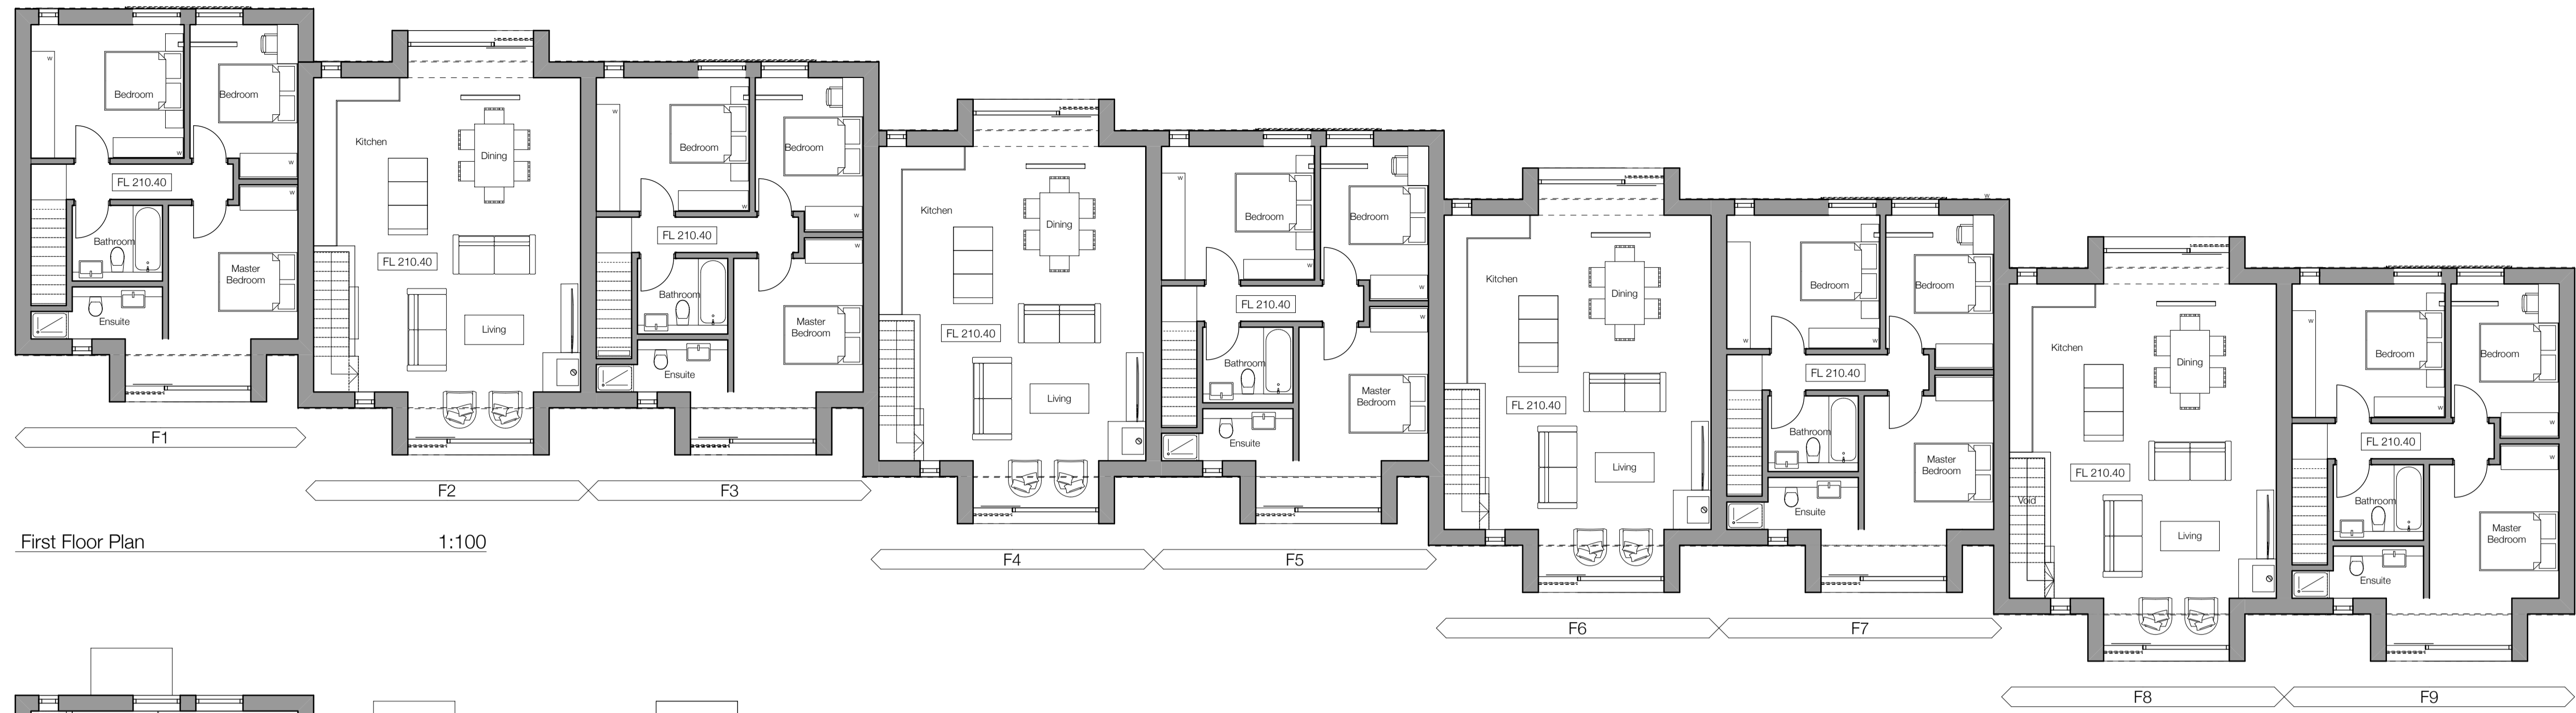 W
Bedroom
Bedroom
W
W
FL 210.40
W
Bathroom
Master
Bedroom
Ensuite
F1
Kitchen
Dining
FL 210.40
Living
F2
W
Bedroom
Bedroom
W
W
FL 210.40
W
Bathroom
Master
Bedroom
Ensuite
F3
Kitchen
Dining
FL 210.40
Living
F4
W
Bedroom
Bedroom
W
W
FL 210.40
W
Bathroom
Master
Bedroom
Ensuite
F5
Kitchen
Dining
FL 210.40
Living
F6
W
Bedroom
Bedroom
W
W
FL 210.40
Bathroom
Master
Bedroom
Ensuite
F7
Kitchen
Dining
FL 210.40
Void
Living
F8
W
Bedroom
Bedroom
W
W
FL 210.40
W
Bathroom
Master
Bedroom
Ensuite
F9
First Floor Plan 1:100